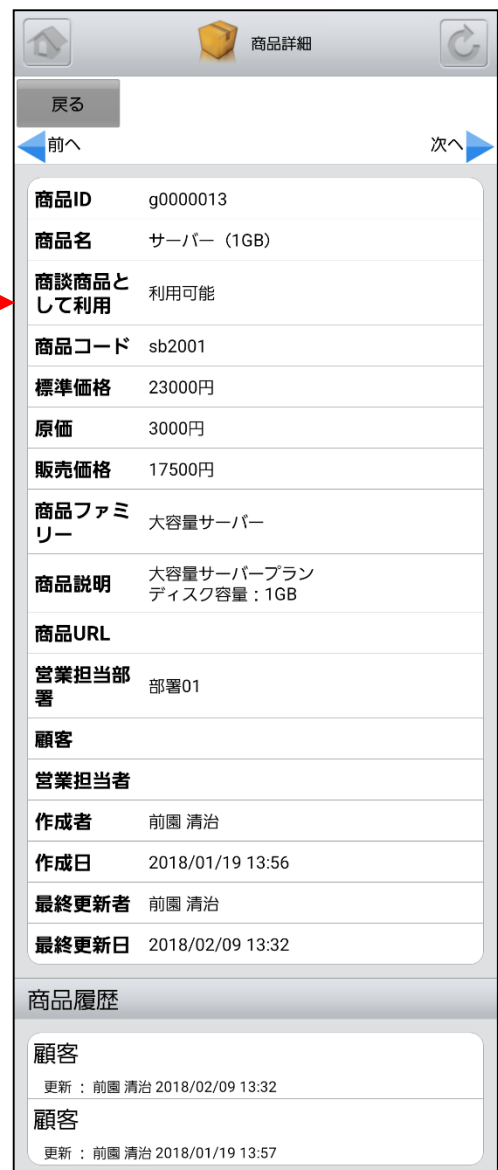 商品詳細
戻る
前へ 次へ
商品ID g0000013
商品名 サーバー（1GB）
商談商品と
して利用 利用可能
商品コード sb2001
標準価格 23000円
原価 3000円
販売価格 17500円
商品ファミ
リー 大容量サーバー
商品説明 大容量サーバープラン
ディスク容量：1GB
商品URL
営業担当部
署 部署01
顧客
営業担当者
作成者 前園 清治
作成日 2018/01/19 13:56
最終更新者 前園 清治
最終更新日 2018/02/09 13:32
商品履歴
顧客
更新 ： 前園 清治 2018/02/09 13:32
顧客
更新 ： 前園 清治 2018/01/19 13:57